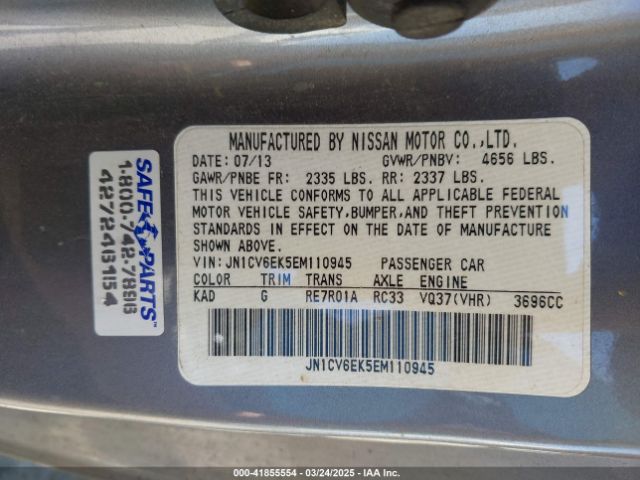 MANUFACTURED BY NISSAN MOTOR CO.,LTD.
DATE: 07/13 GVWR/PNBV: 4656 LBS.
GAWR/PNBE FR: 2335 LBS. RR: 2337 LBS.
THIS VEHICLE CONFORMS TO ALL APPLICABLE FEDERAL
MOTOR VEHICLE SAFETY,BUMPER,AND THEFT PREVENTION
STANDARDS IN EFFECT ON THE DATE OF MANUFACTURE
SHOWN ABOVE.
VIN: JN1CV6EK5EM110945 PASSENGER CAR
COLOR TRIM TRANS AXLE ENGINE
KAD G RE7R01A RC33 VQ37(VHR) 3696CC
JN1CV6EK5EM110945
SAFE PARTS™
1-800-742-7896
4272463154
000-41855554 — 03/24/2025 — IAA Inc.